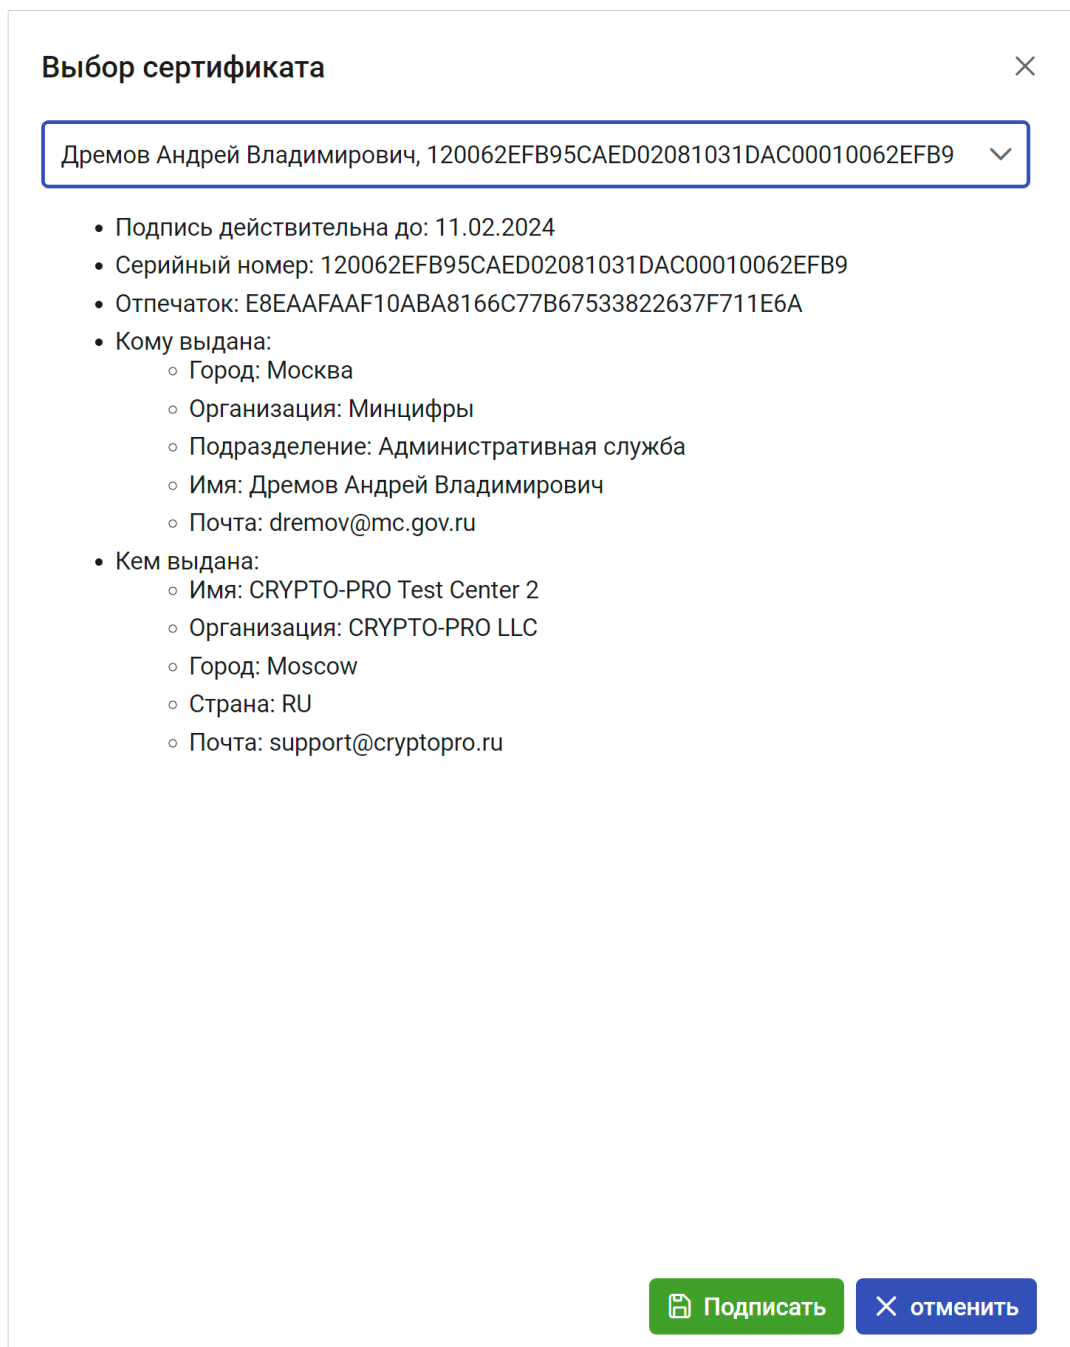 Выбор сертификата
Дремов Андрей Владимирович, 120062EFB95CAED02081031DAC00010062EFB9
Подпись действительна до: 11.02.2024
Серийный номер: 120062EFB95CAED02081031DAC00010062EFB9
Отпечаток: E8EAAFAAF10ABA8166C77B67533822637F711E6A
Кому выдана:
Город: Москва
Организация: Минцифры
Подразделение: Административная служба
Имя: Дремов Андрей Владимирович
Почта: dremov@mc.gov.ru
Кем выдана:
Имя: CRYPTO-PRO Test Center 2
Организация: CRYPTO-PRO LLC
Город: Moscow
Страна: RU
Почта: support@cryptopro.ru
Подписать отменить